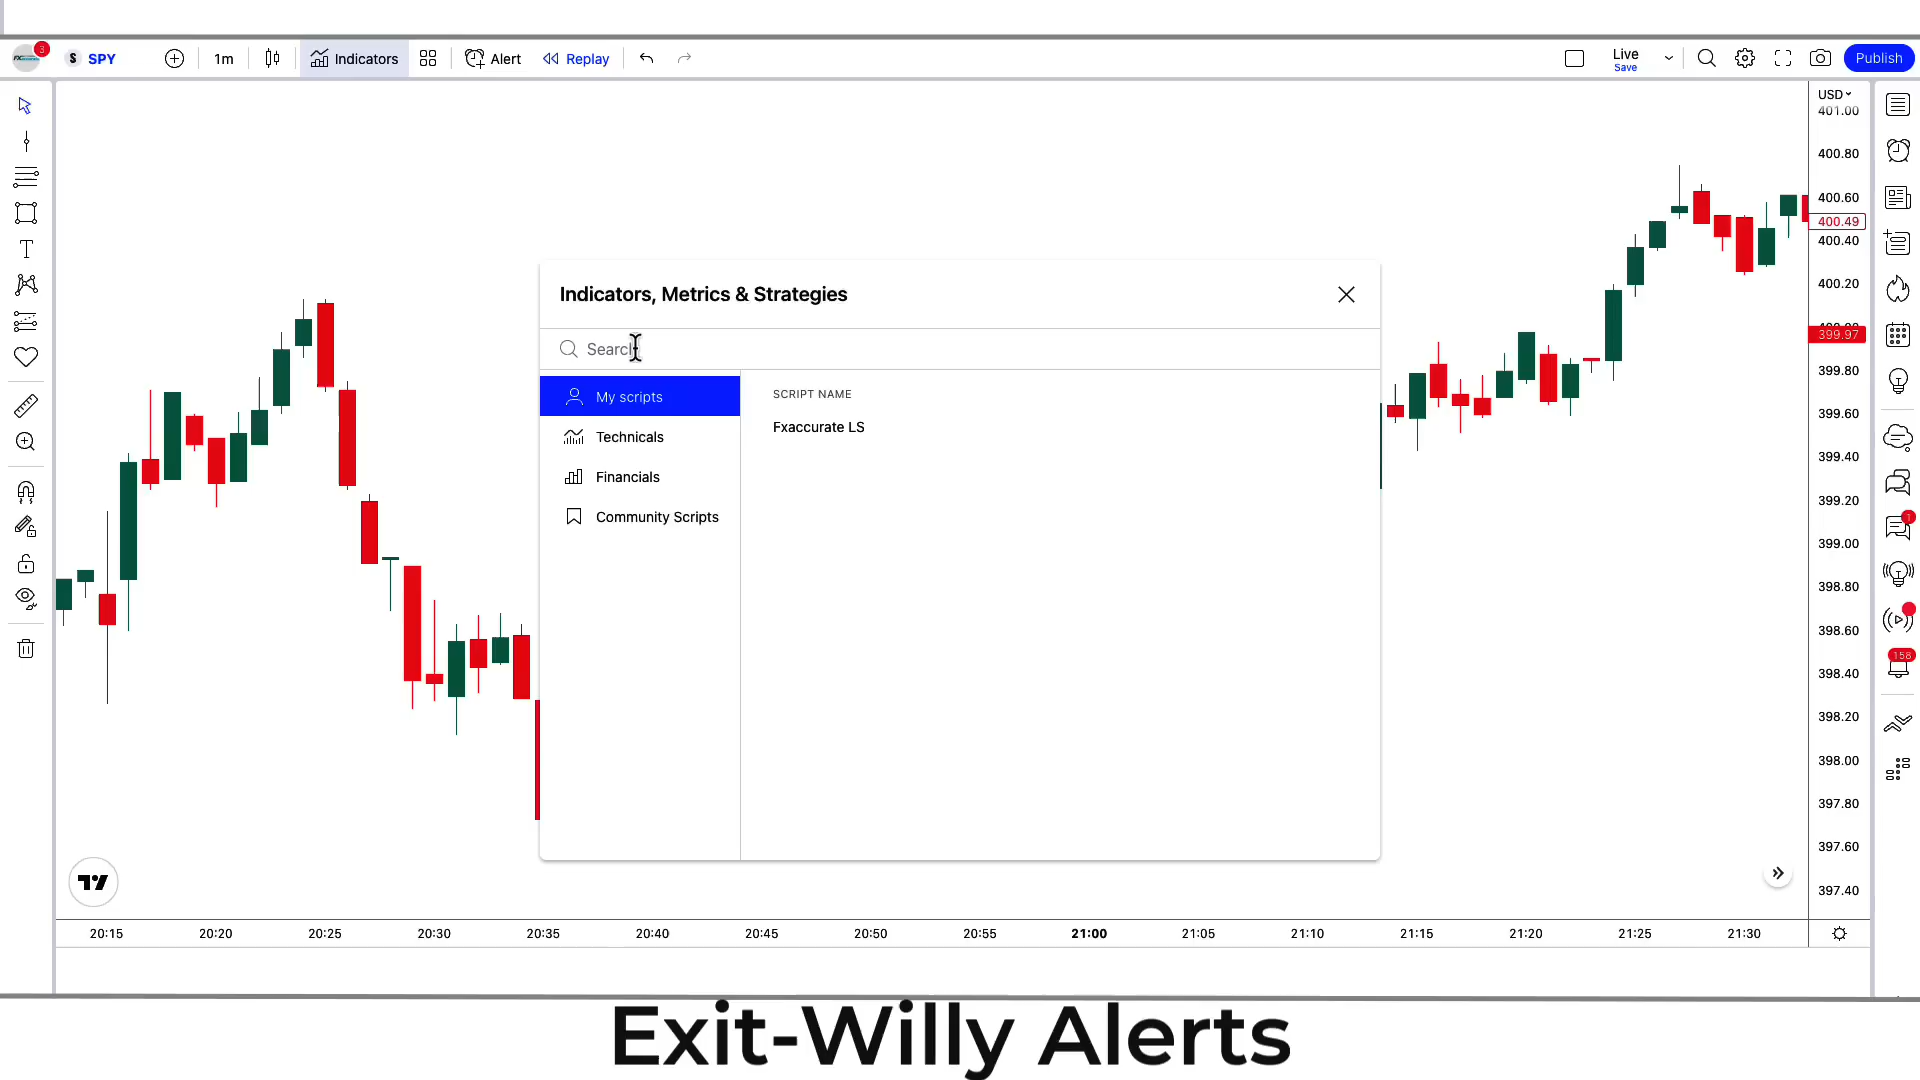 3
S SPY
1m
Indicators
Alert
Replay
Live
Save
Publish
USD
401.00
400.80
400.60
400.49
400.40
400.20
399.97
399.80
399.60
399.40
399.20
399.00
398.80
398.60
398.40
398.20
398.00
397.80
397.60
397.40
Indicators, Metrics & Strategies
Search
My scripts
Technicals
Financials
Community Scripts
SCRIPT NAME
Fxaccurate LS
1
158
20:15 20:20 20:25 20:30 20:35 20:40 20:45 20:50 20:55 21:00 21:05 21:10 21:15 21:20 21:25 21:30
Exit-Willy Alerts